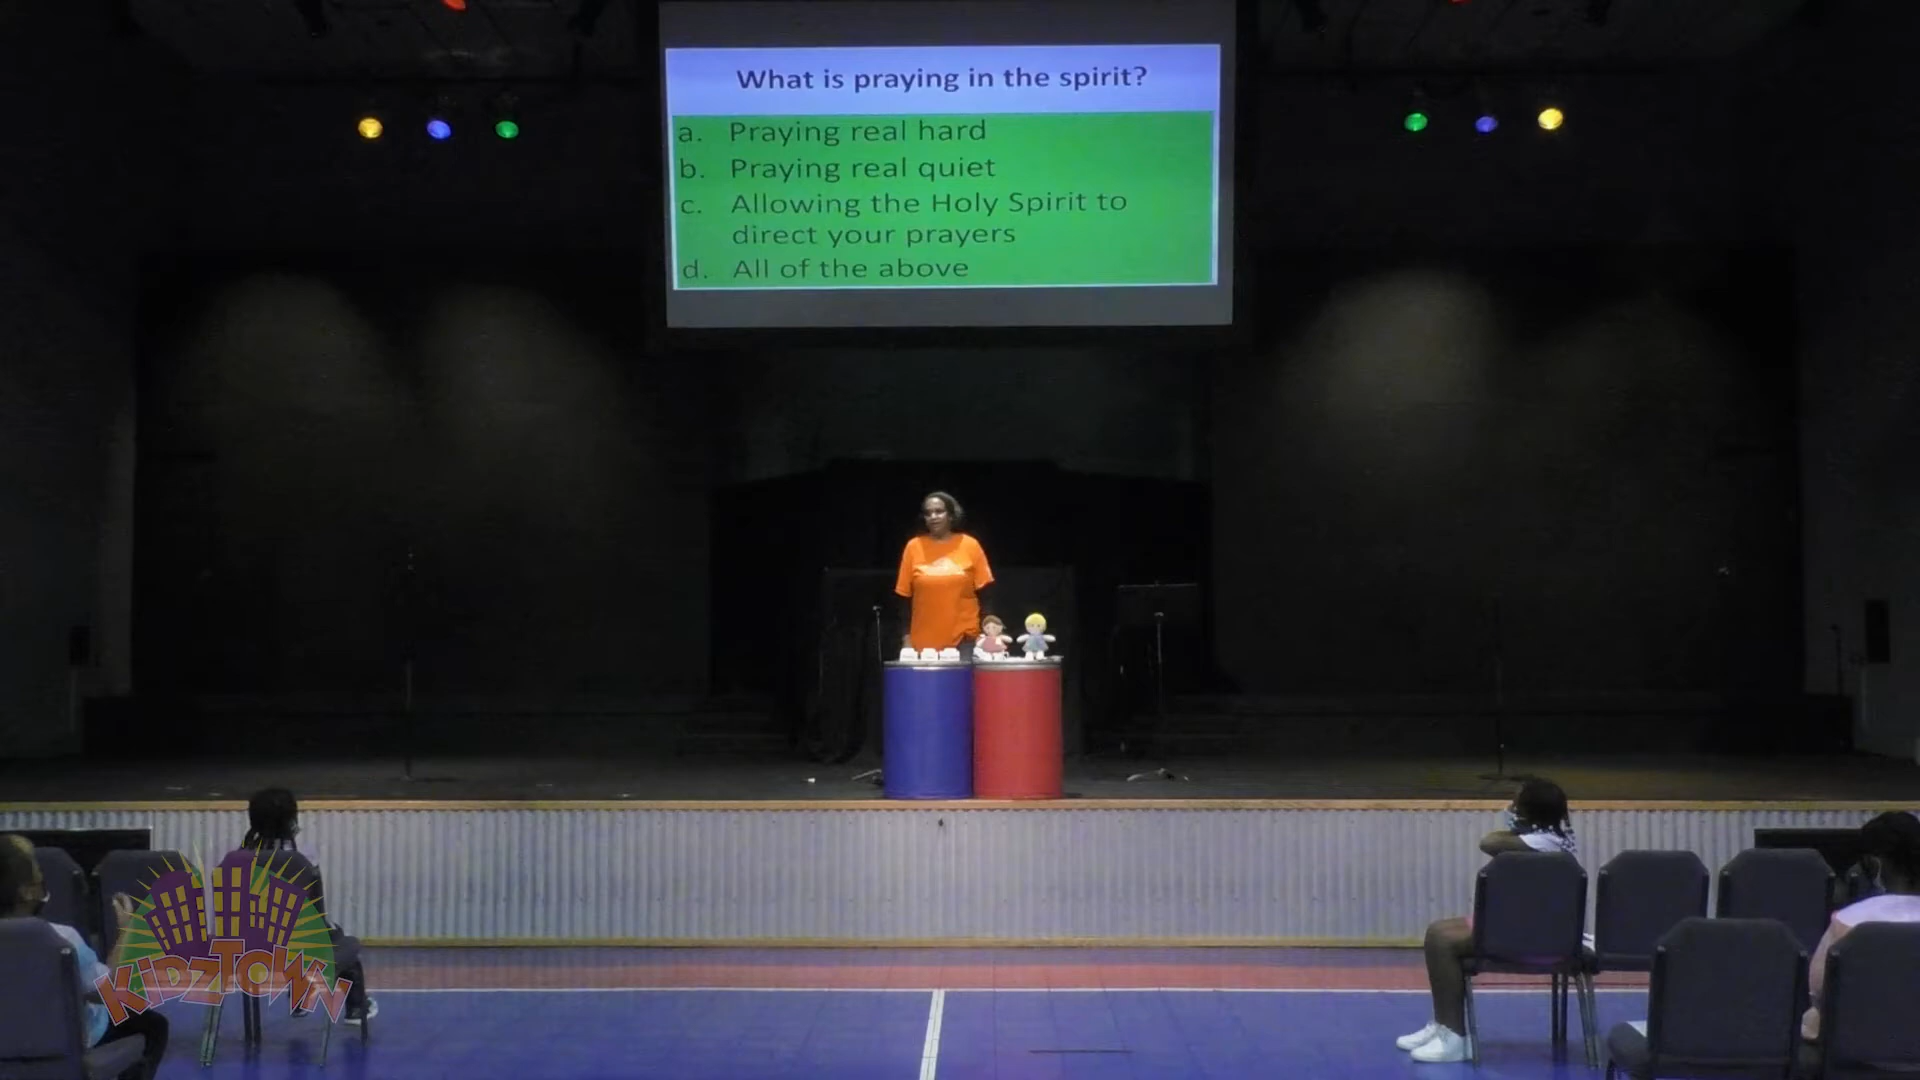 What is praying in the spirit?
a. Praying real hard
b. Praying real quiet
c. Allowing the Holy Spirit to
direct your prayers
d. All of the above
KIDZTOWN